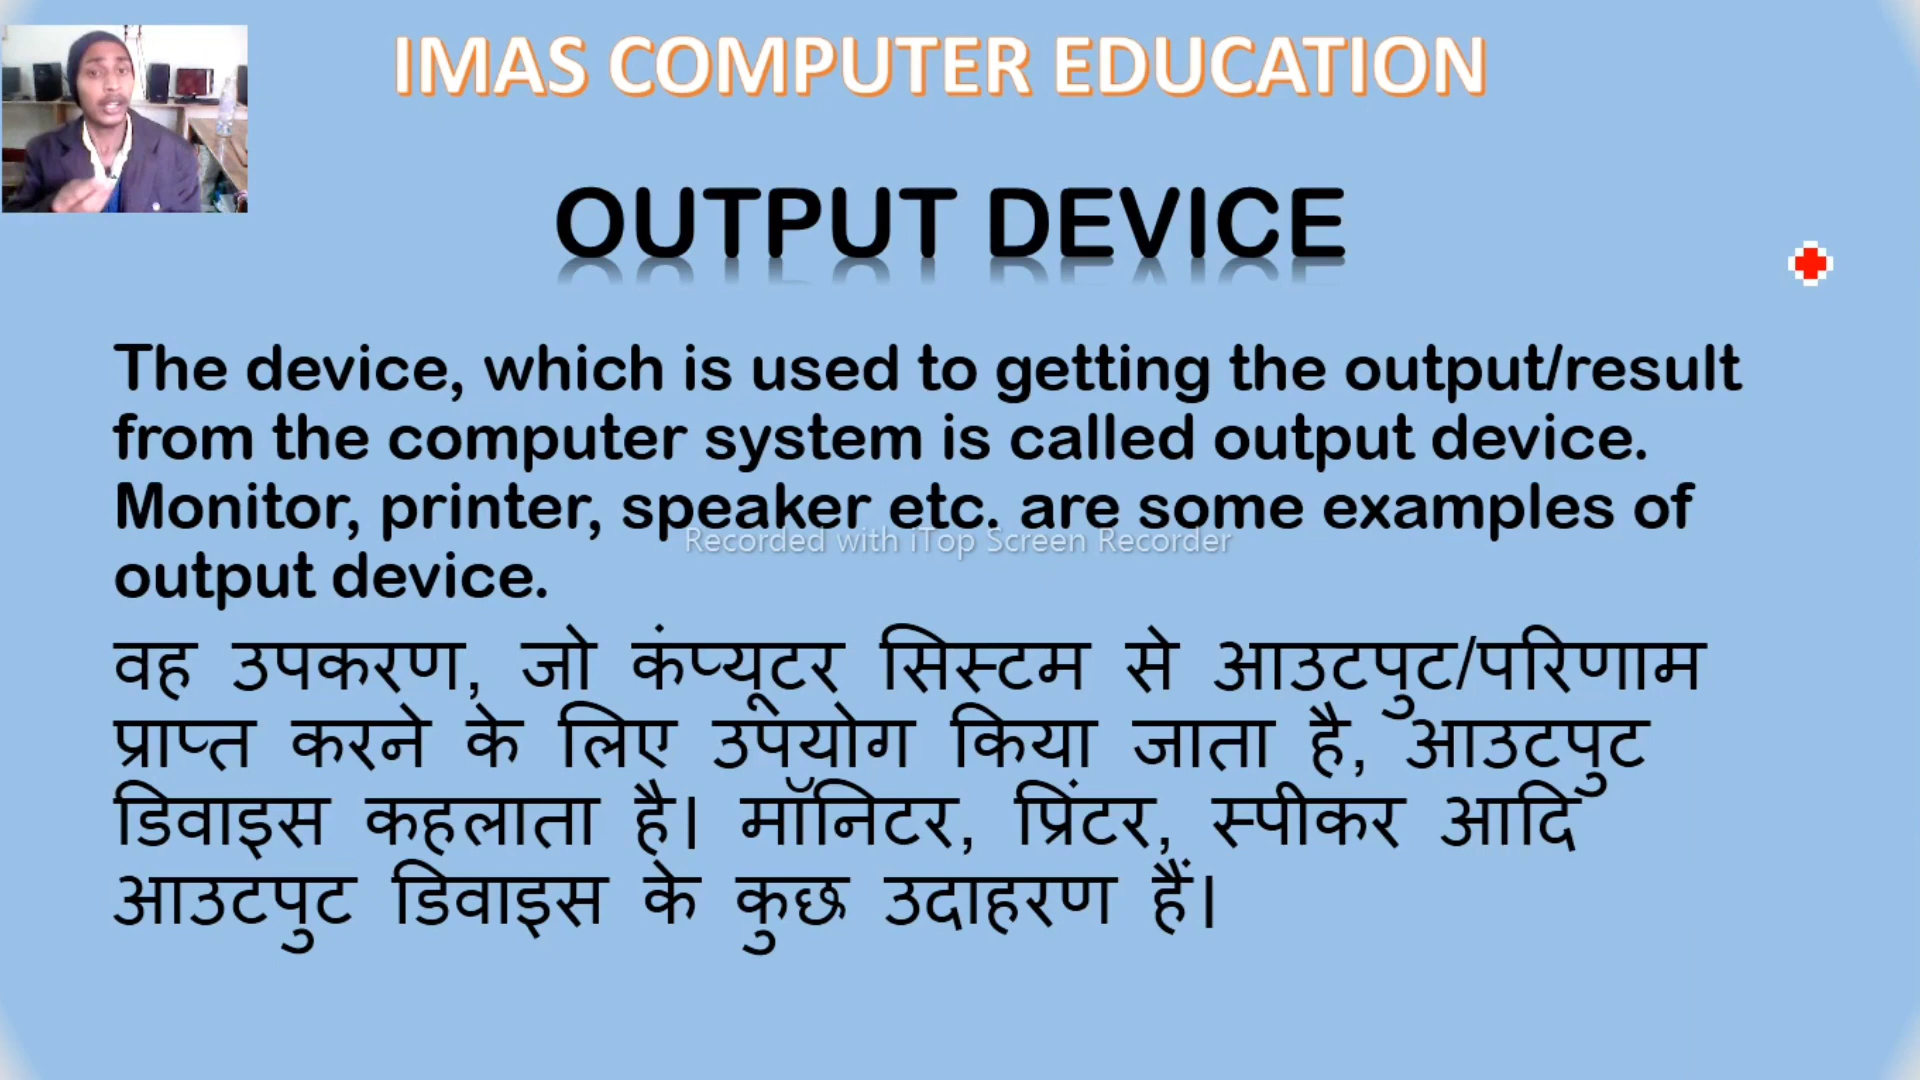 IMAS COMPUTER EDUCATION
OUTPUT DEVICE
The device, which is used to getting the output/result
from the computer system is called output device.
Monitor, printer, speaker etc. are some examples of
Recorded with iTop Screen Recorder
output device.
वह उपकरण, जो कंप्यूटर सिस्टम से आउटपुट/परिणाम
प्राप्त करने के लिए उपयोग किया जाता है, आउटपुट
डिवाइस कहलाता है। मॉनिटर, प्रिंटर, स्पीकर आदि
आउटपुट डिवाइस के कुछ उदाहरण हैं।